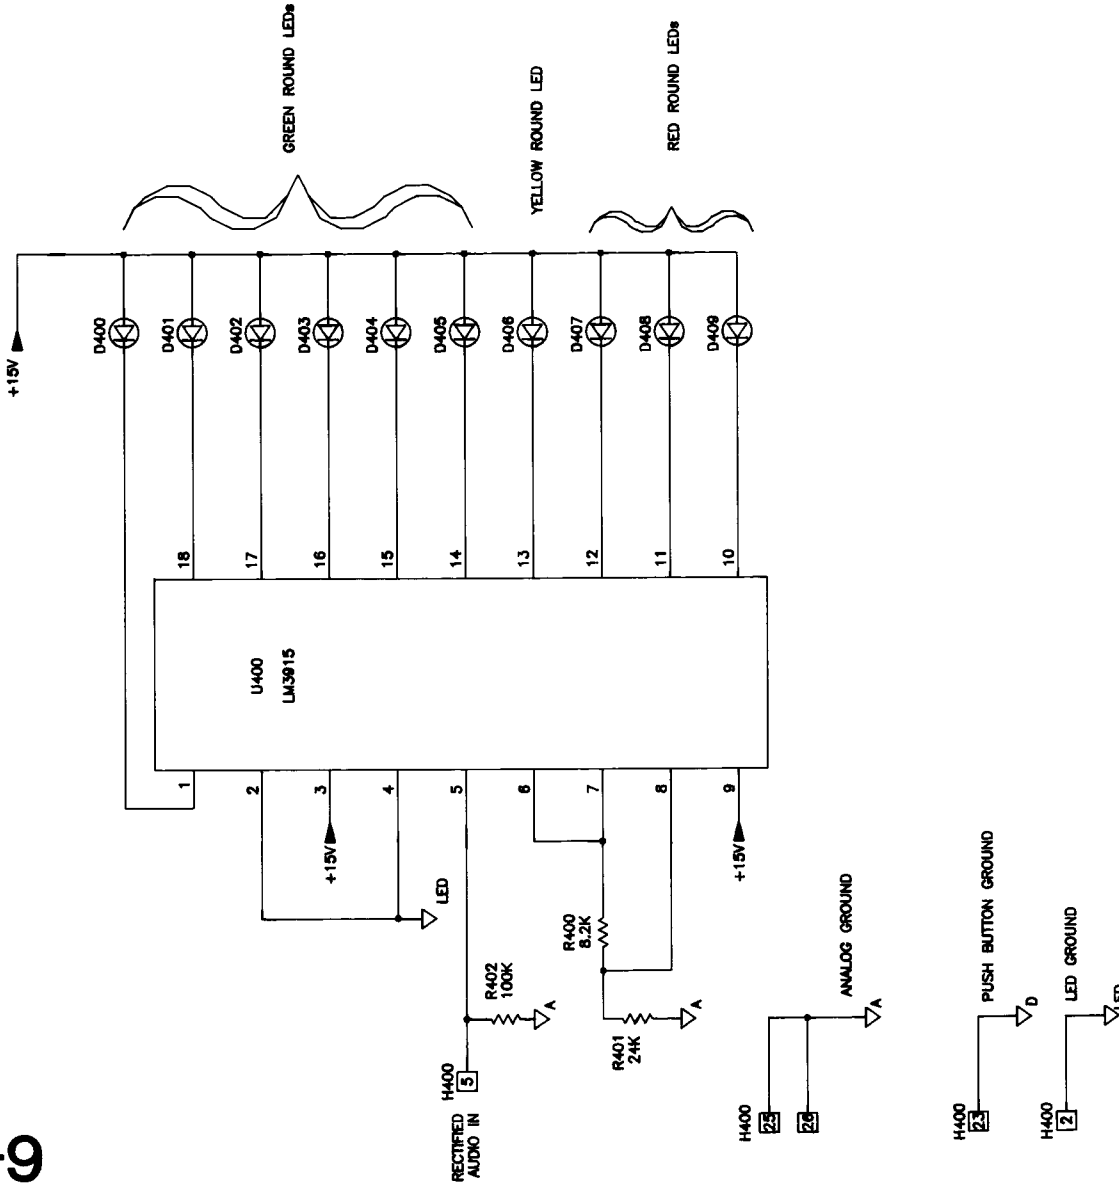 +15V
GREEN ROUND LEDs
YELLOW ROUND LED
RED ROUND LEDs
D400
D401
D402
D403
D404
D405
D406
D407
D408
D409
18
17
16
15
14
13
12
11
10
U400
LM3915
1
2
3
4
5
6
7
8
9
+15V
LED
+15V
R400
8.2K
R402
100K
A
R401
24K
A
H400
5
RECTIFIED
AUDIO IN
H400
25
26
ANALOG GROUND
A
H400
23
PUSH BUTTON GROUND
D
H400
2
LED GROUND
LED
9